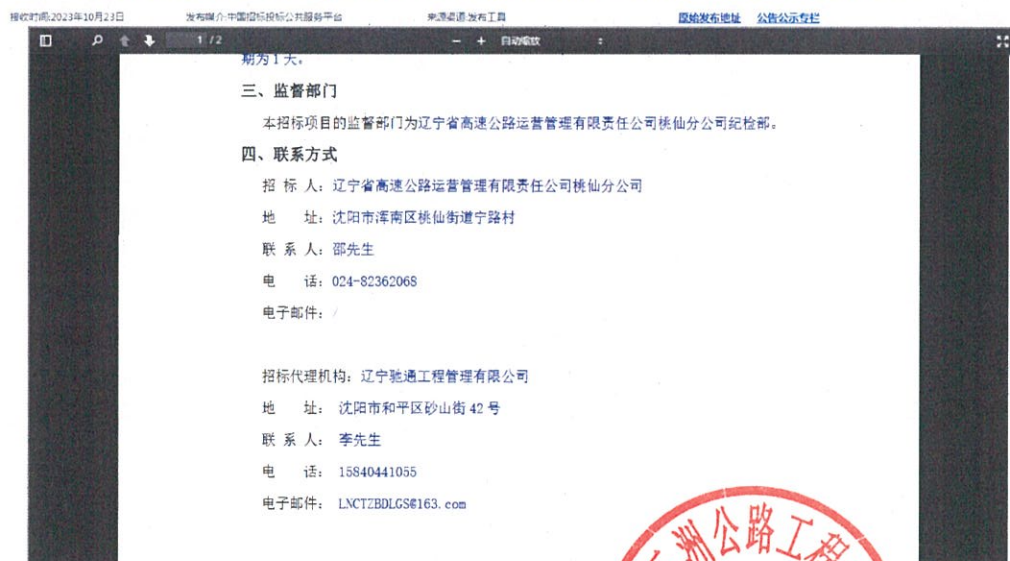 接收时间:2023年10月23日 发布媒介:中国招标投标公共服务平台 来源渠道:发布工具 原始发布地址 公告公示专栏
1 / 2 自动缩放
期为 1 天。
三、监督部门
本招标项目的监督部门为辽宁省高速公路运营管理有限责任公司桃仙分公司纪检部。
四、联系方式
招 标 人：辽宁省高速公路运营管理有限责任公司桃仙分公司
地 址：沈阳市浑南区桃仙街道宁路村
联 系 人：邵先生
电 话：024-82362068
电子邮件：/
招标代理机构：辽宁驰通工程管理有限公司
地 址： 沈阳市和平区砂山街 42 号
联 系 人： 李先生
电 话： 15840441055
电子邮件： LNCTZBDLGS@163.com
洲公路工程